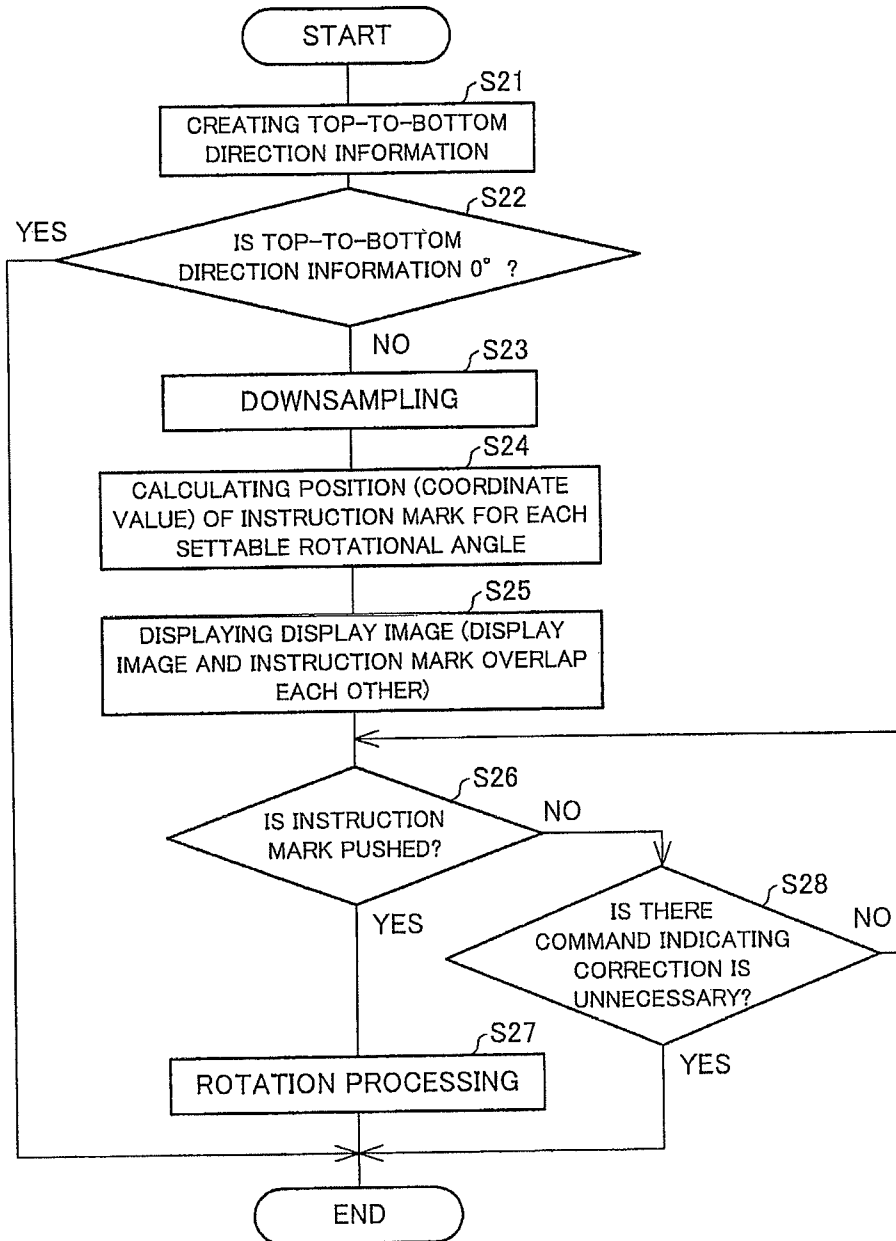 START
S21
CREATING TOP-TO-BOTTOM
DIRECTION INFORMATION
S22
YES
IS TOP-TO-BOTTOM
DIRECTION INFORMATION 0° ?
NO
S23
DOWNSAMPLING
S24
CALCULATING POSITION (COORDINATE
VALUE) OF INSTRUCTION MARK FOR EACH
SETTABLE ROTATIONAL ANGLE
S25
DISPLAYING DISPLAY IMAGE (DISPLAY
IMAGE AND INSTRUCTION MARK OVERLAP
EACH OTHER)
S26
IS INSTRUCTION
MARK PUSHED?
NO
YES
S28
IS THERE
COMMAND INDICATING
CORRECTION IS
UNNECESSARY?
NO
YES
S27
ROTATION PROCESSING
END